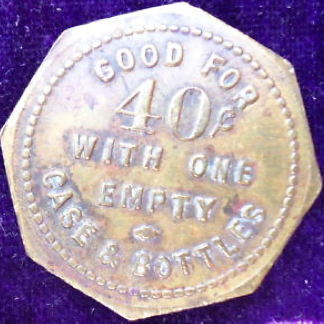 GOOD FOR
40¢
WITH ONE
EMPTY
CASE & BOTTLES